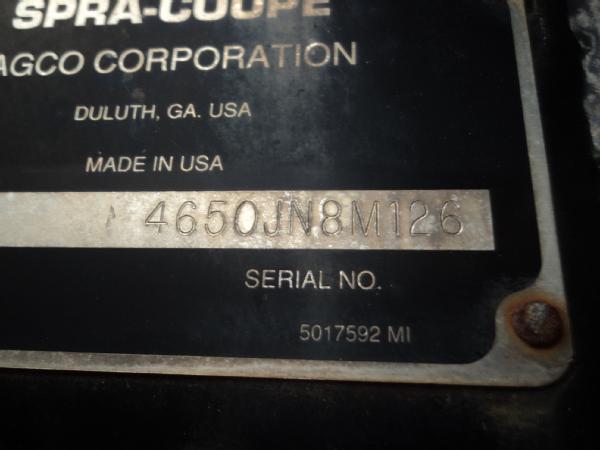 SPRA-COUPE
AGCO CORPORATION
DULUTH, GA. USA
MADE IN USA
4650JN8M126
SERIAL NO.
5017592 MI